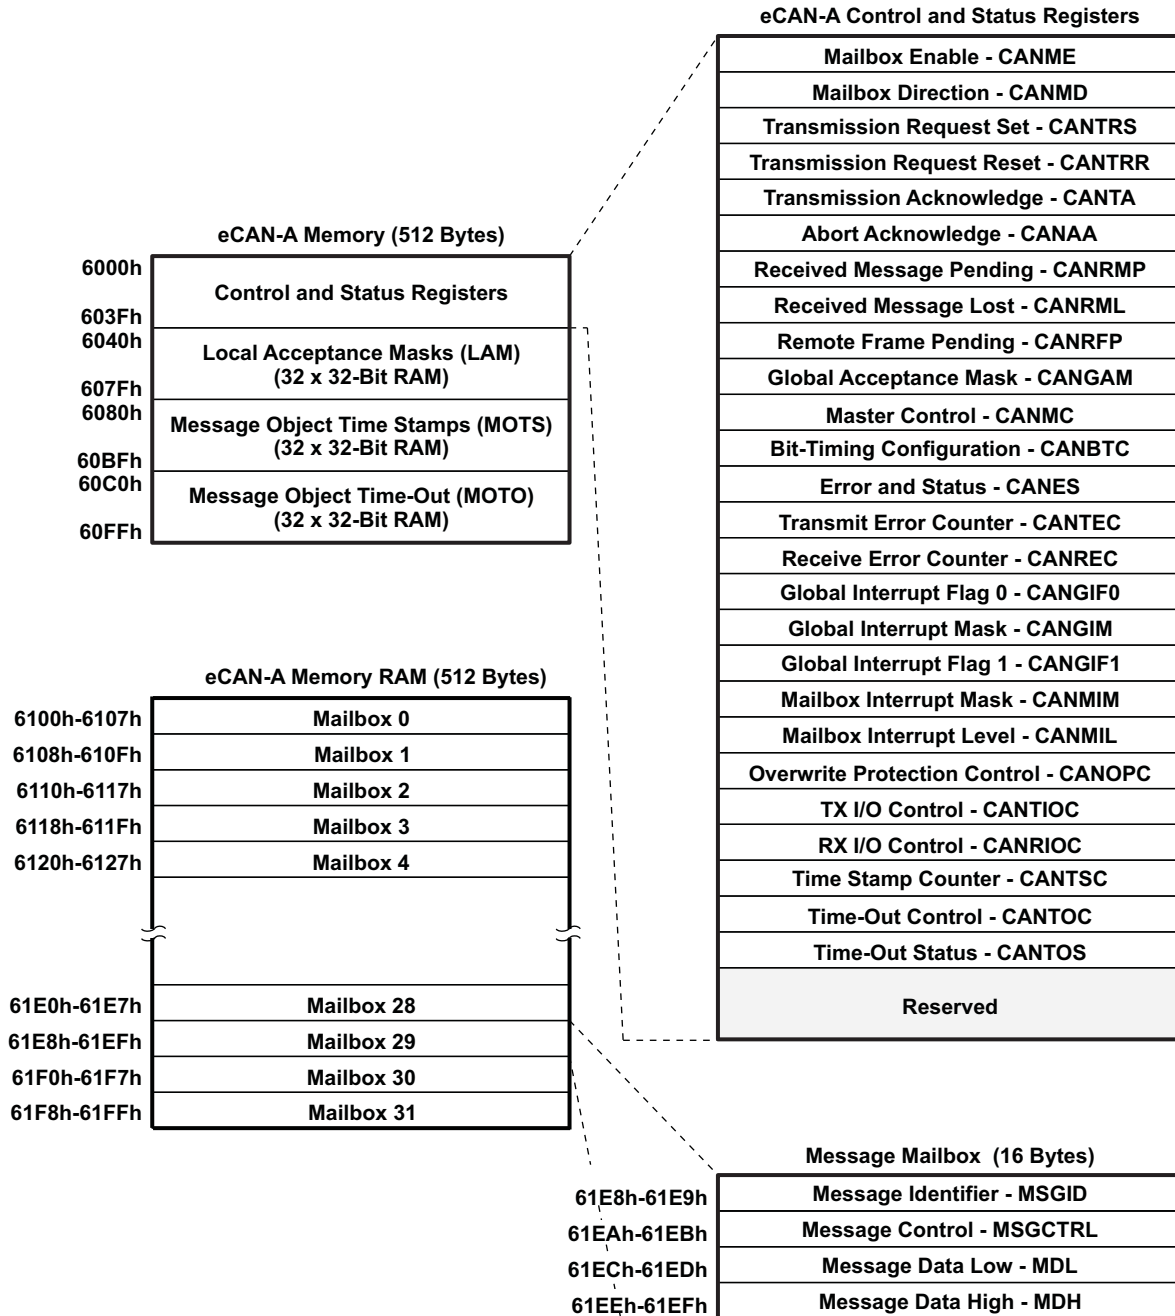 eCAN-A Control and Status Registers
Mailbox Enable - CANME
Mailbox Direction - CANMD
Transmission Request Set - CANTRS
Transmission Request Reset - CANTRR
Transmission Acknowledge - CANTA
Abort Acknowledge - CANAA
Received Message Pending - CANRMP
Received Message Lost - CANRML
Remote Frame Pending - CANRFP
Global Acceptance Mask - CANGAM
Master Control - CANMC
Bit-Timing Configuration - CANBTC
Error and Status - CANES
Transmit Error Counter - CANTEC
Receive Error Counter - CANREC
Global Interrupt Flag 0 - CANGIF0
Global Interrupt Mask - CANGIM
Global Interrupt Flag 1 - CANGIF1
Mailbox Interrupt Mask - CANMIM
Mailbox Interrupt Level - CANMIL
Overwrite Protection Control - CANOPC
TX I/O Control - CANTIOC
RX I/O Control - CANRIOC
Time Stamp Counter - CANTSC
Time-Out Control - CANTOC
Time-Out Status - CANTOS
Reserved
eCAN-A Memory (512 Bytes)
6000h
Control and Status Registers
603Fh
6040h
Local Acceptance Masks (LAM)
(32 x 32-Bit RAM)
607Fh
6080h
Message Object Time Stamps (MOTS)
(32 x 32-Bit RAM)
60BFh
60C0h
Message Object Time-Out (MOTO)
(32 x 32-Bit RAM)
60FFh
eCAN-A Memory RAM (512 Bytes)
6100h-6107h Mailbox 0
6108h-610Fh Mailbox 1
6110h-6117h Mailbox 2
6118h-611Fh Mailbox 3
6120h-6127h Mailbox 4
61E0h-61E7h Mailbox 28
61E8h-61EFh Mailbox 29
61F0h-61F7h Mailbox 30
61F8h-61FFh Mailbox 31
Message Mailbox (16 Bytes)
61E8h-61E9h Message Identifier - MSGID
61EAh-61EBh Message Control - MSGCTRL
61ECh-61EDh Message Data Low - MDL
61EEh-61EFh Message Data High - MDH